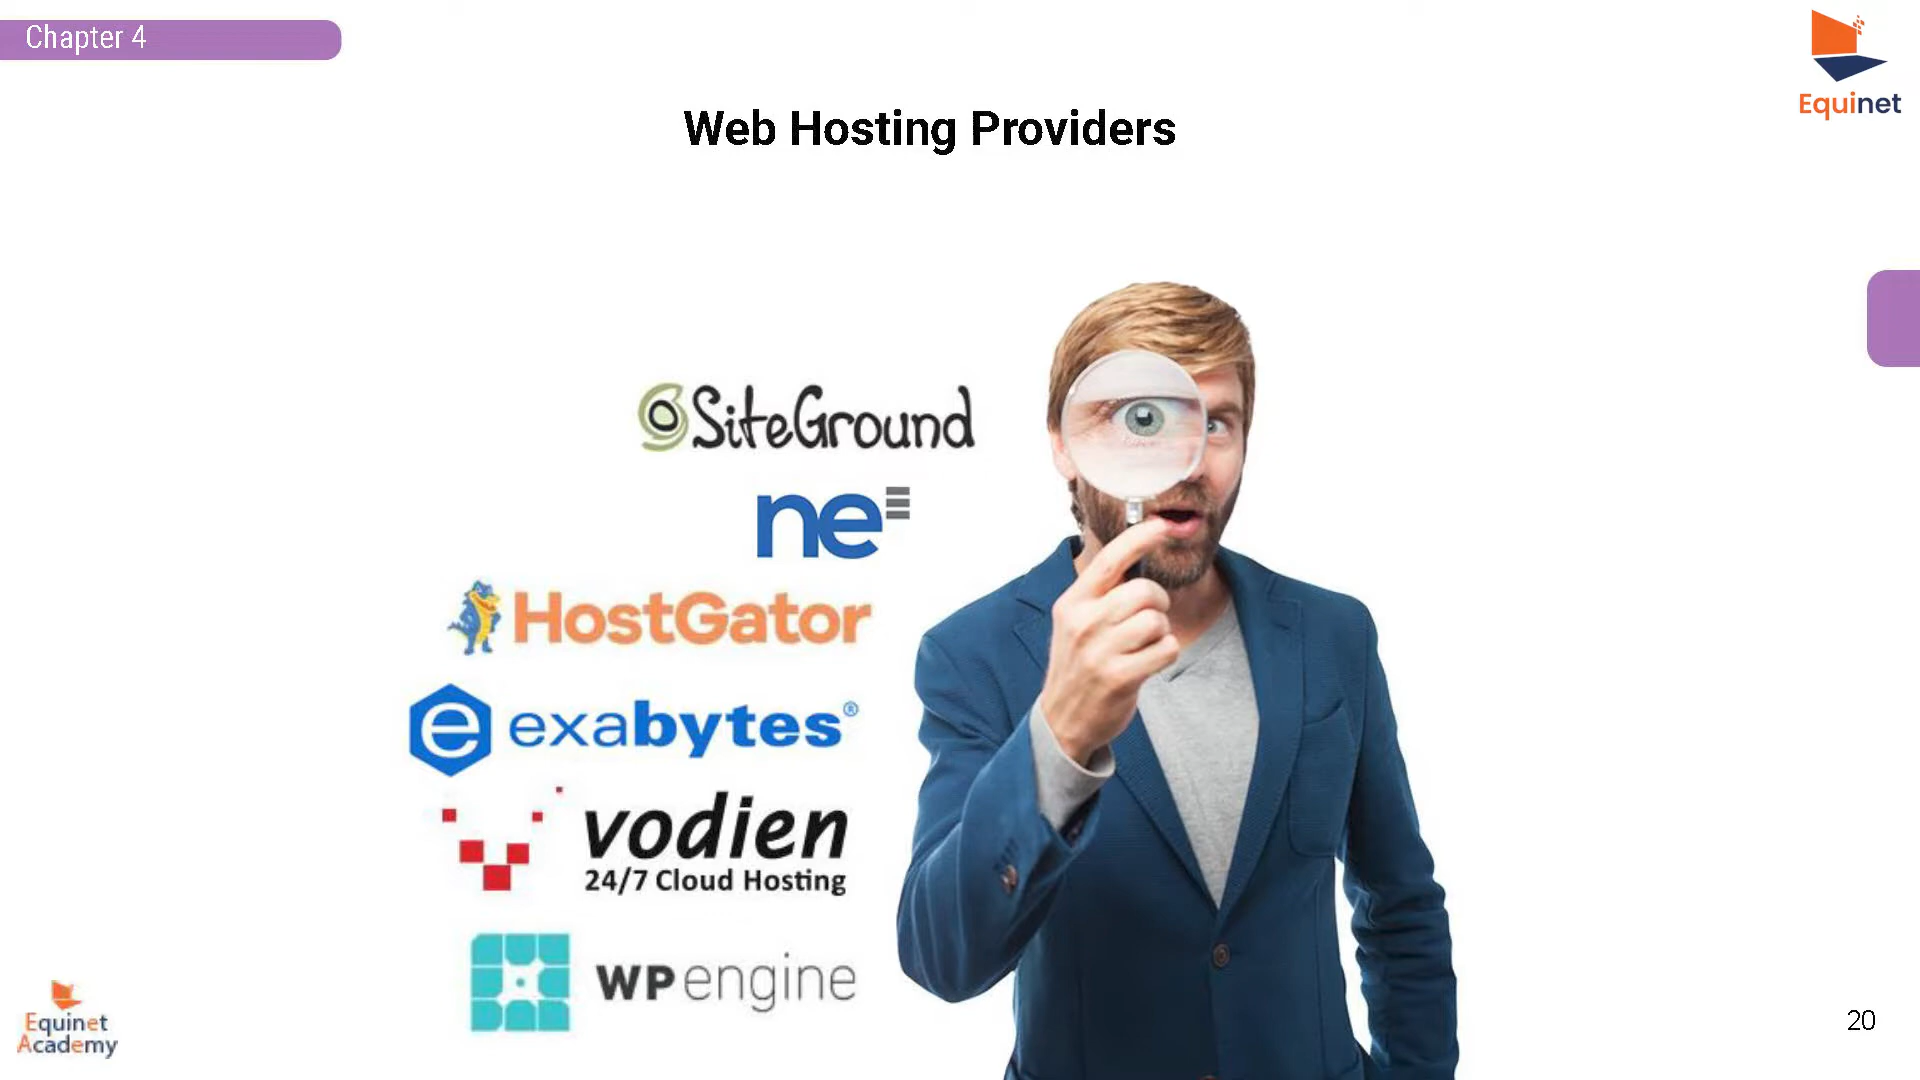 Chapter 4
Equinet
Web Hosting Providers
SiteGround
ne
HostGator
e exabytes®
vodien
24/7 Cloud Hosting
WP engine
Equinet
Academy
20